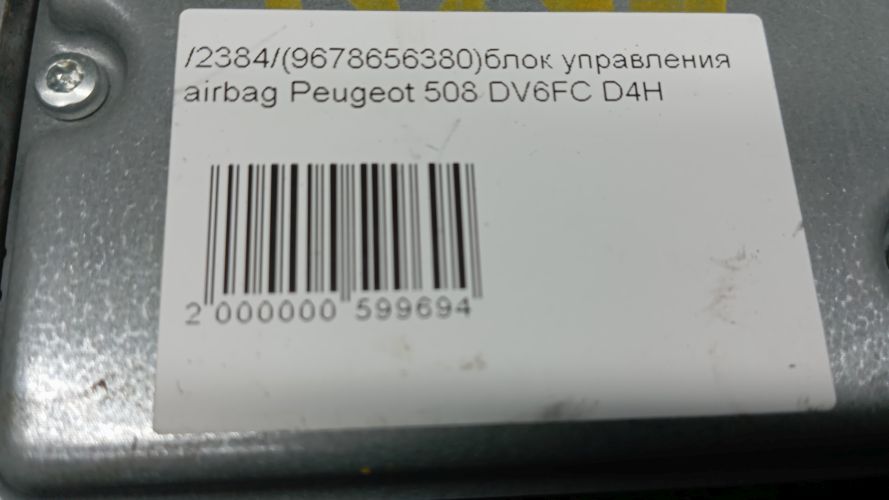 /2384/(9678656380)блок управления
airbag Peugeot 508 DV6FC D4H
2 000000 599694